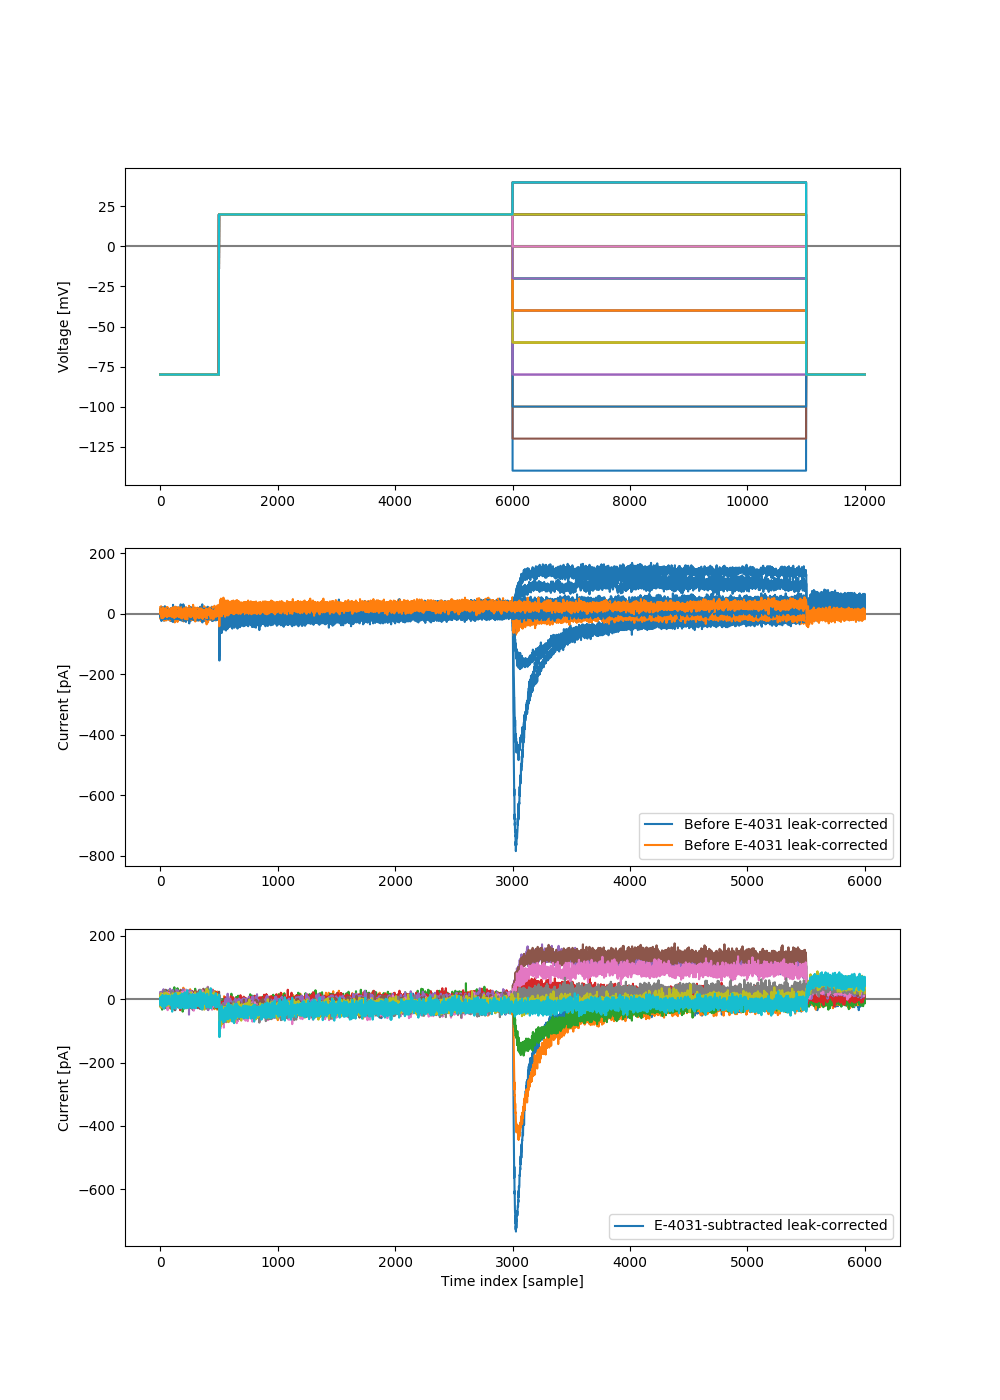 25
0
−25
−50
−75
−100
−125
Voltage [mV]
0 2000 4000 6000 8000 10000 12000
200
0
−200
−400
−600
−800
Current [pA]
Before E-4031 leak-corrected
Before E-4031 leak-corrected
0 1000 2000 3000 4000 5000 6000
200
0
−200
−400
−600
Current [pA]
E-4031-subtracted leak-corrected
0 1000 2000 3000 4000 5000 6000
Time index [sample]